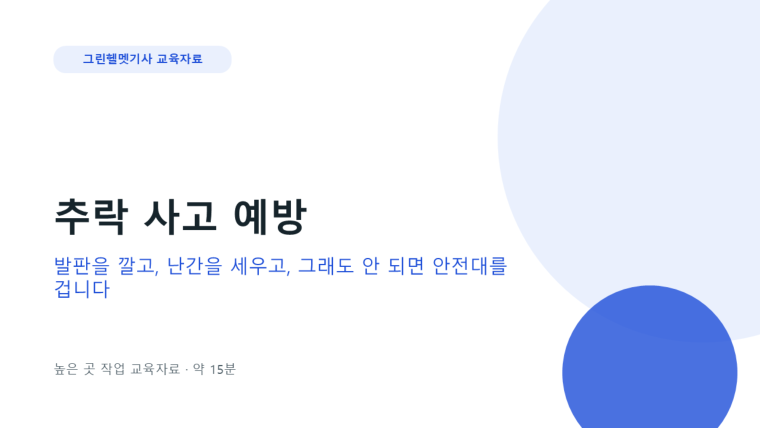 그린헬멧기사 교육자료
추락 사고 예방
발판을 깔고, 난간을 세우고, 그래도 안 되면 안전대를
겁니다
높은 곳 작업 교육자료 · 약 15분